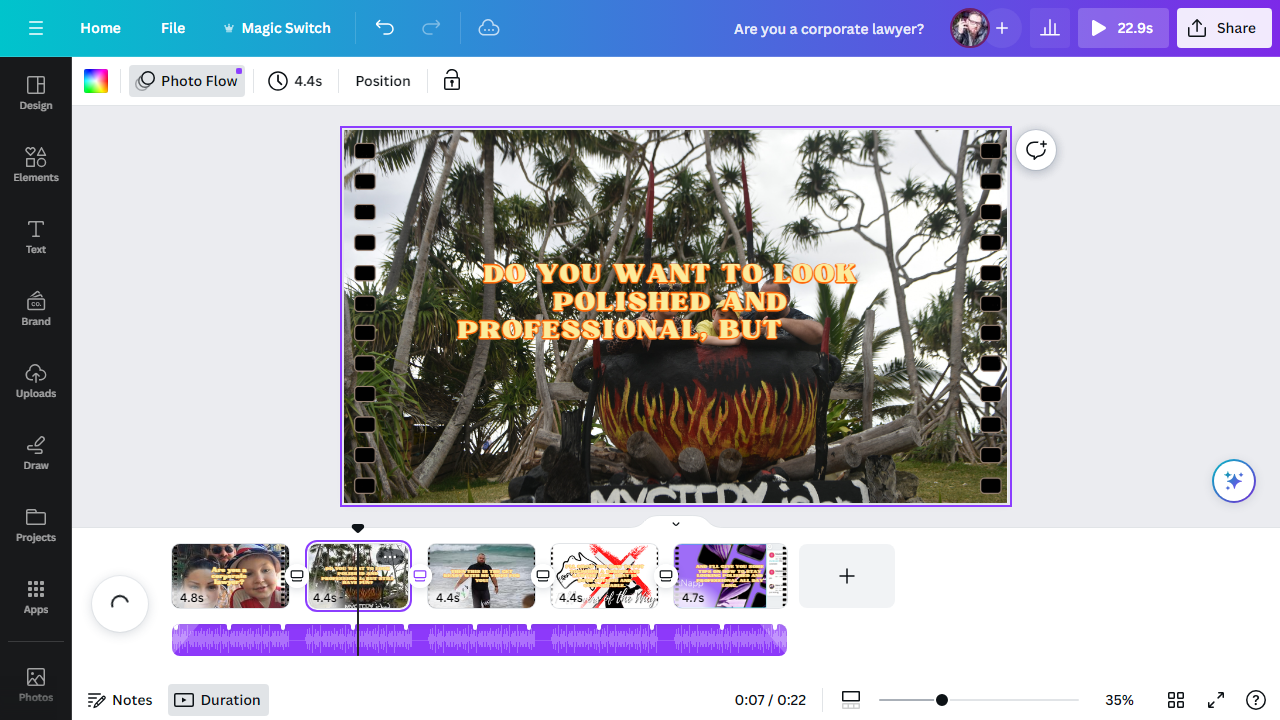 Home
File
Magic Switch
Are you a corporate lawyer?
22.9s
Share
Photo Flow
4.4s
Position
Design
Elements
Text
Brand
CO.
Uploads
Draw
Projects
Apps
Photos
DO YOU WANT TO LOOK
POLISHED AND
PROFESSIONAL, BUT
4.8s
4.4s
4.4s
4.4s
4.7s
Notes
Duration
0:07 / 0:22
35%